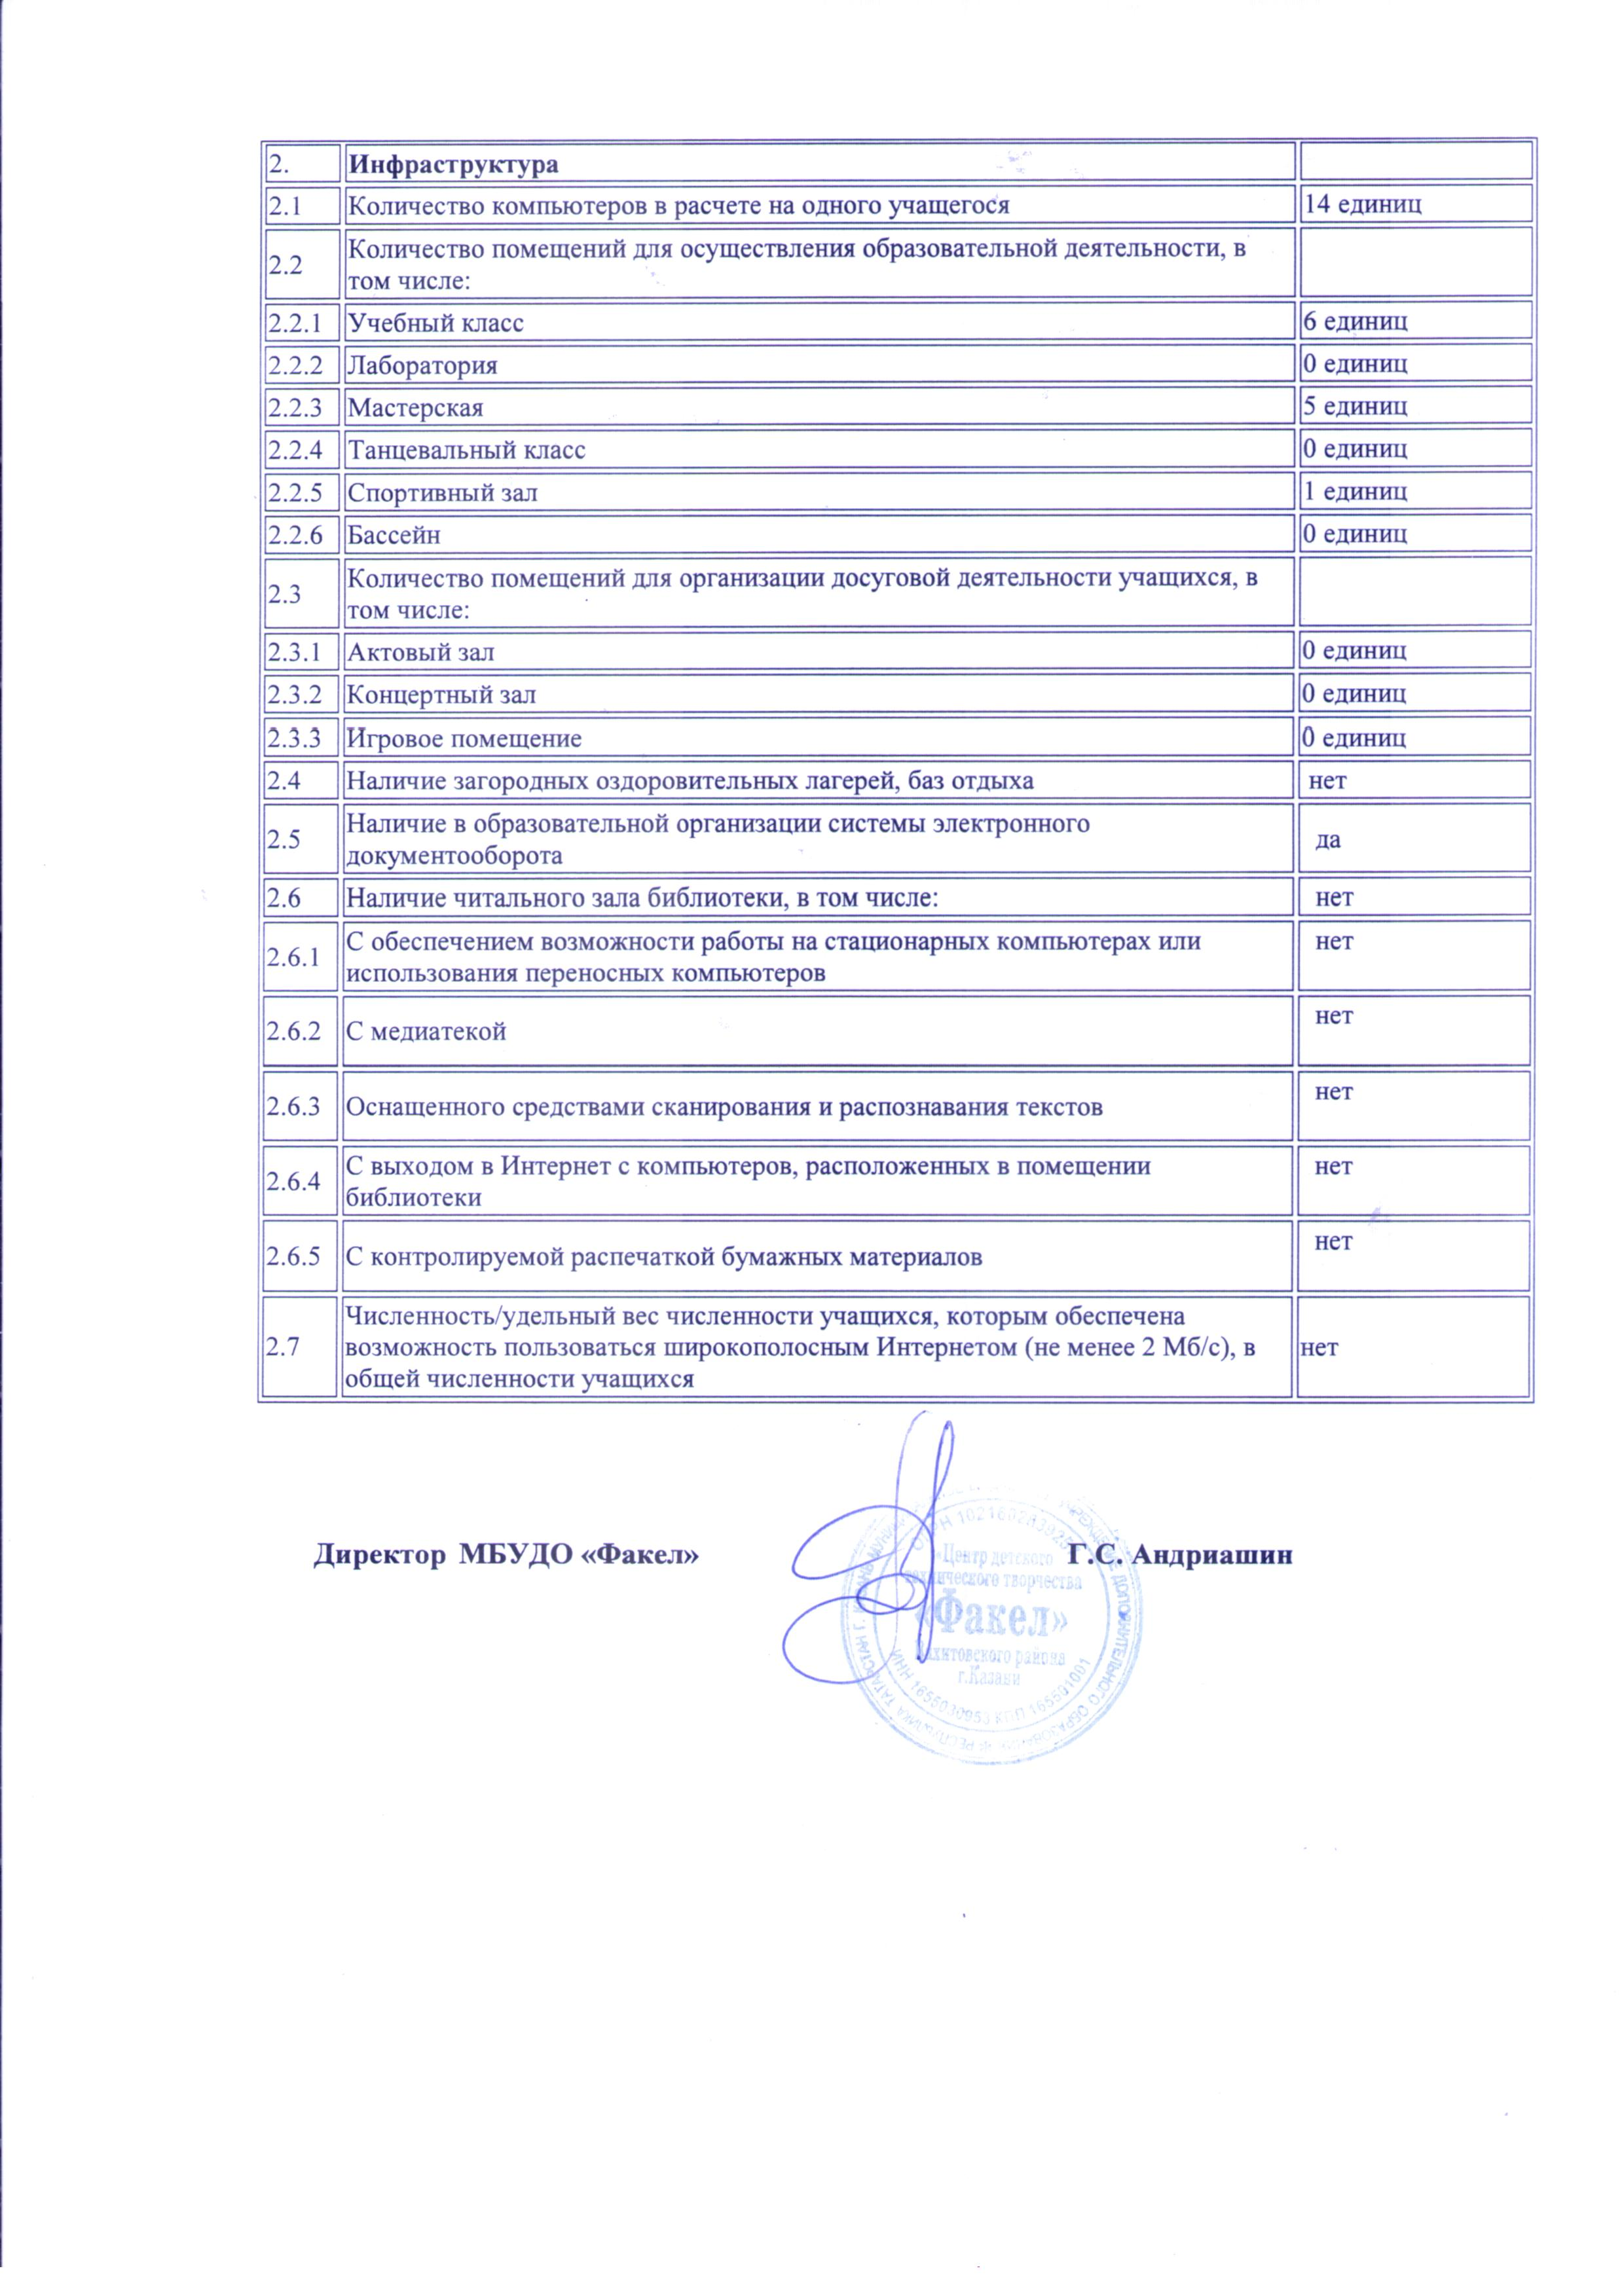 2. Инфраструктура
2.1 Количество компьютеров в расчете на одного учащегося 14 единиц
2.2 Количество помещений для осуществления образовательной деятельности, в
том числе:
2.2.1 Учебный класс 6 единиц
2.2.2 Лаборатория 0 единиц
2.2.3 Мастерская 5 единиц
2.2.4 Танцевальный класс 0 единиц
2.2.5 Спортивный зал 1 единиц
2.2.6 Бассейн 0 единиц
2.3 Количество помещений для организации досуговой деятельности учащихся, в
том числе:
2.3.1 Актовый зал 0 единиц
2.3.2 Концертный зал 0 единиц
2.3.3 Игровое помещение 0 единиц
2.4 Наличие загородных оздоровительных лагерей, баз отдыха нет
2.5 Наличие в образовательной организации системы электронного
документооборота да
2.6 Наличие читального зала библиотеки, в том числе: нет
2.6.1 С обеспечением возможности работы на стационарных компьютерах или
использования переносных компьютеров нет
2.6.2 С медиатекой нет
2.6.3 Оснащенного средствами сканирования и распознавания текстов нет
2.6.4 С выходом в Интернет с компьютеров, расположенных в помещении
библиотеки нет
2.6.5 С контролируемой распечаткой бумажных материалов нет
2.7 Численность/удельный вес численности учащихся, которым обеспечена
возможность пользоваться широкополосным Интернетом (не менее 2 Мб/с), в
общей численности учащихся нет
Директор МБУДО «Факел» Г.С. Андриашин
«Центр детского
технического творчества
«Факел»
района
г.Казани